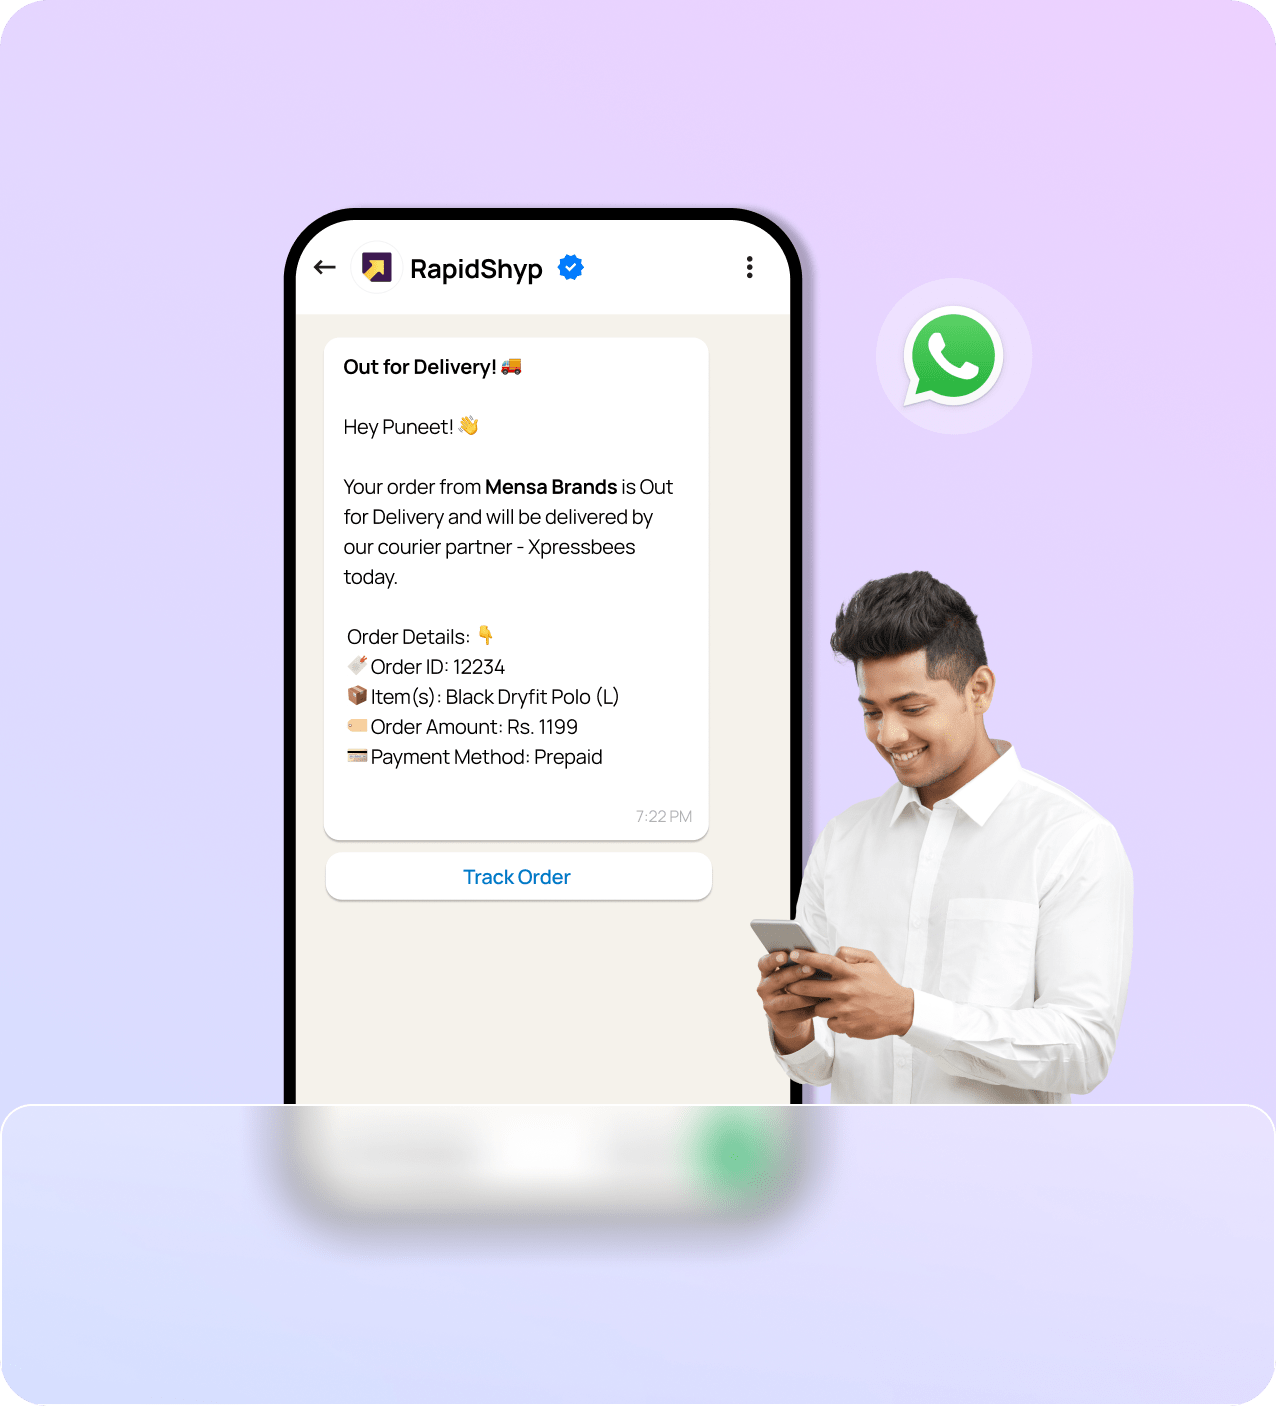 RapidShyp
Out for Delivery! 🚚
Hey Puneet! 👋
Your order from Mensa Brands is Out
for Delivery and will be delivered by
our courier partner - Xpressbees
today.
Order Details: 👇
Order ID: 12234
📦 Item(s): Black Dryfit Polo (L)
Order Amount: Rs. 1199
💳 Payment Method: Prepaid
7:22 PM
Track Order